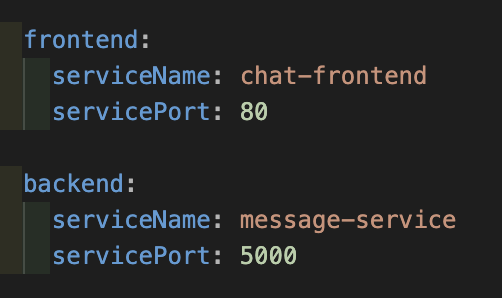 frontend:
  serviceName: chat-frontend
  servicePort: 80
backend:
  serviceName: message-service
  servicePort: 5000